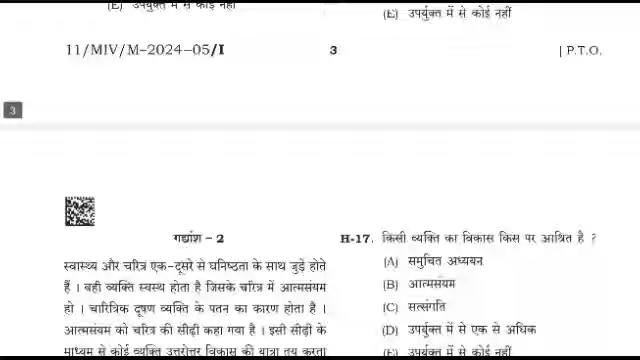 (E) उपर्युक्त में से कोई नहीं
(E) उपर्युक्त में से कोई नहीं
11/MIV/M-2024-05/I
3
| P.T.O.
3
गद्यांश – 2
स्वास्थ्य और चरित्र एक-दूसरे से घनिष्ठता के साथ जुड़े होते
हैं । वही व्यक्ति स्वस्थ होता है जिसके चरित्र में आत्मसंयम
हो । चारित्रिक दूषण व्यक्ति के पतन का कारण होता है ।
आत्मसंयम को चरित्र की सीढ़ी कहा गया है । इसी सीढ़ी के
माध्यम से कोई व्यक्ति उत्तरोत्तर विकास की यात्रा तय करता
H-17. किसी व्यक्ति का विकास किस पर आश्रित है ?
(A) समुचित अध्ययन
(B) आत्मसंयम
(C) सत्संगति
(D) उपर्युक्त में से एक से अधिक
(E) उपर्युक्त में से कोई नहीं